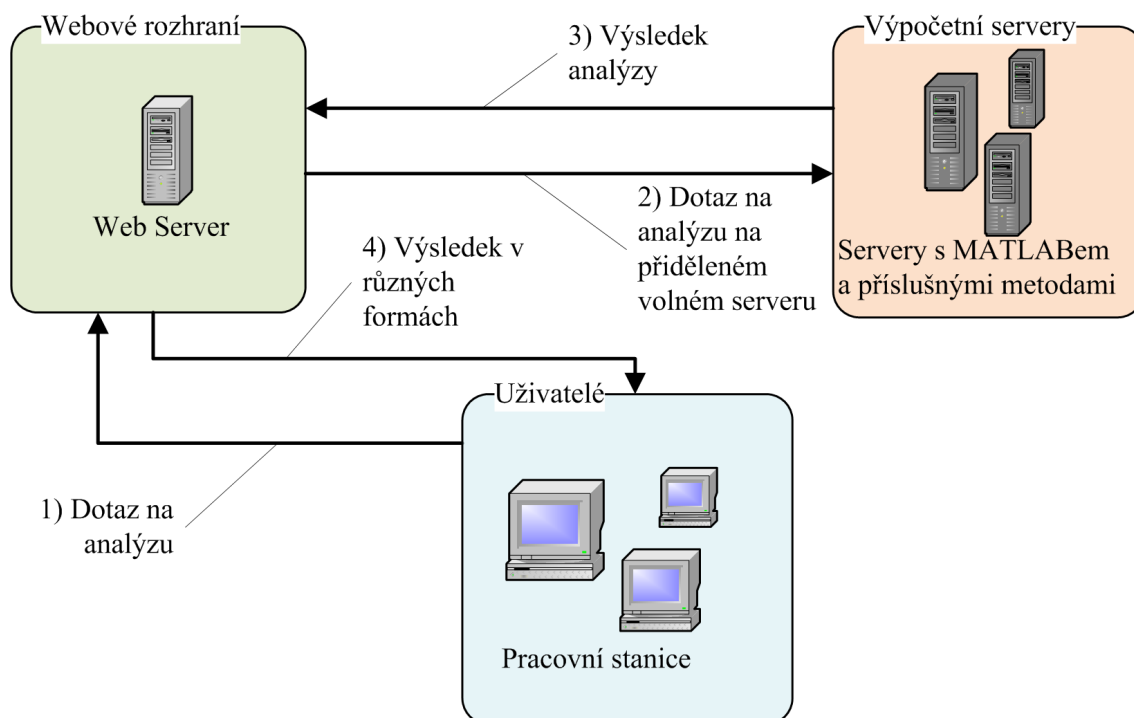 Webové rozhraní
Web Server
3) Výsledek
analýzy
Výpočetní servery
Servery s MATLABem
a příslušnými metodami
2) Dotaz na
analýzu na
přiděleném
volném serveru
4) Výsledek v
různých
formách
Uživatelé
1) Dotaz na
analýzu
Pracovní stanice